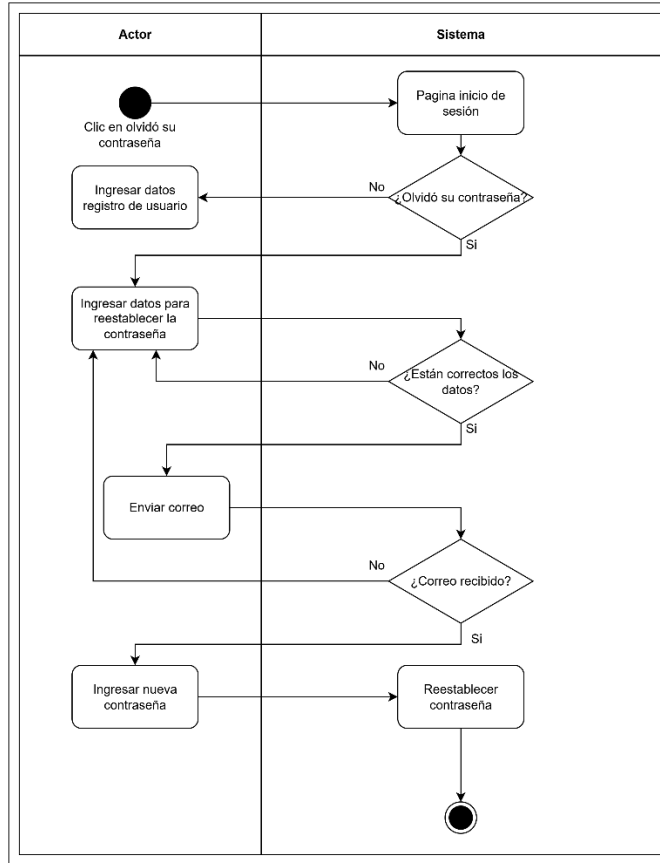 Actor
Sistema
Clic en olvidó su
contraseña
Pagina inicio de
sesión
Ingresar datos
registro de usuario
No
¿Olvidó su contraseña?
Si
Ingresar datos para
reestablecer la
contraseña
No
¿Están correctos los
datos?
Si
Enviar correo
No
¿Correo recibido?
Si
Ingresar nueva
contraseña
Reestablecer
contraseña